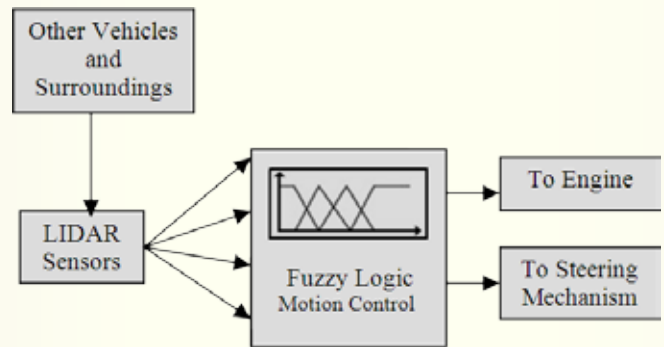 Other Vehicles
and
Surroundings
LIDAR
Sensors
Fuzzy Logic
Motion Control
To Engine
To Steering
Mechanism